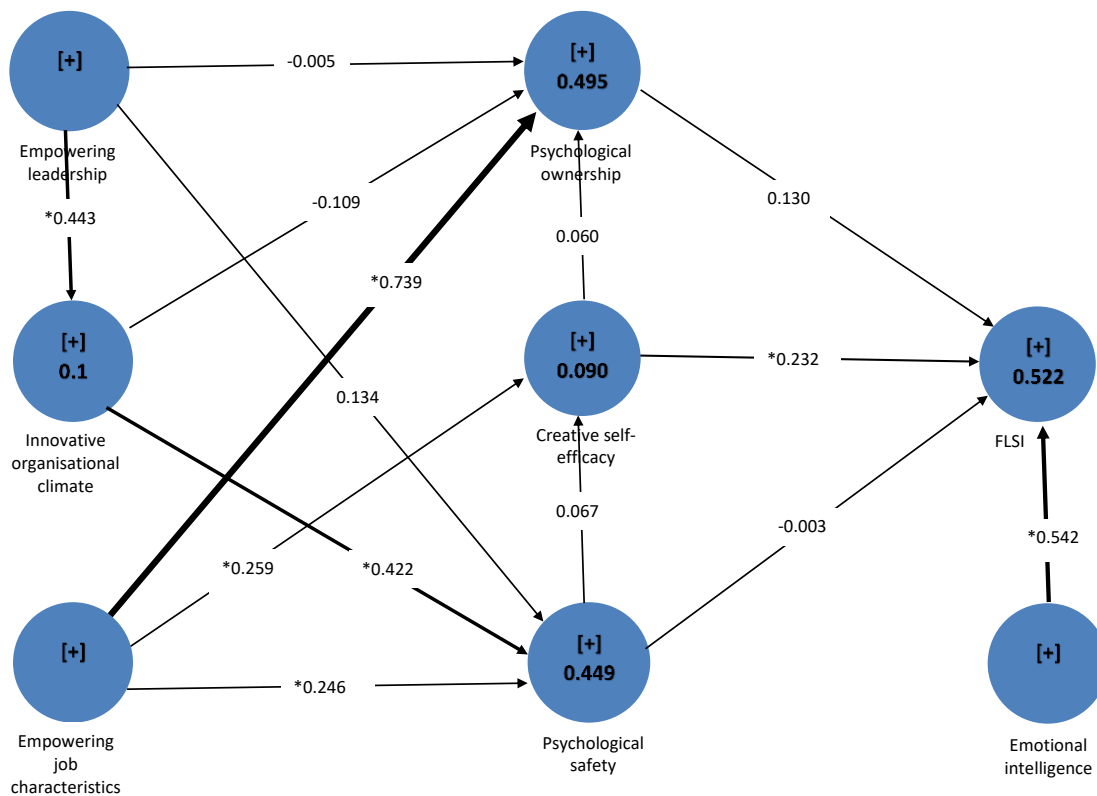 [+]
Empowering
leadership
-0.005
[+]
0.495
Psychological
ownership
*0.443
-0.109
0.130
0.060
*0.739
[+]
0.1
Innovative
organisational
climate
0.134
[+]
0.090
Creative self-
efficacy
*0.232
[+]
0.522
FLSI
0.067
-0.003
*0.542
*0.259
*0.422
[+]
Empowering
job
characteristics
*0.246
[+]
0.449
Psychological
safety
[+]
Emotional
intelligence